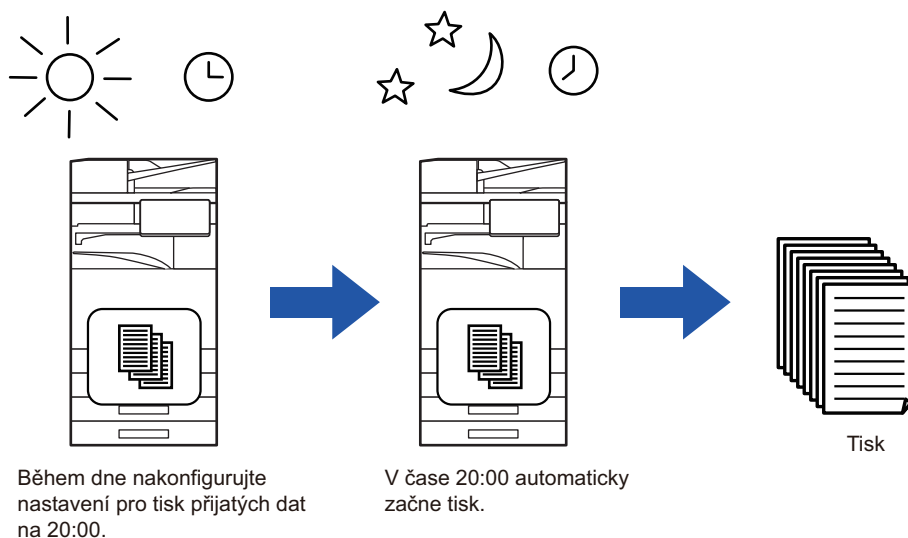 Během dne nakonfigurujte
nastavení pro tisk přijatých dat
na 20:00.
V čase 20:00 automaticky
začne tisk.
Tisk